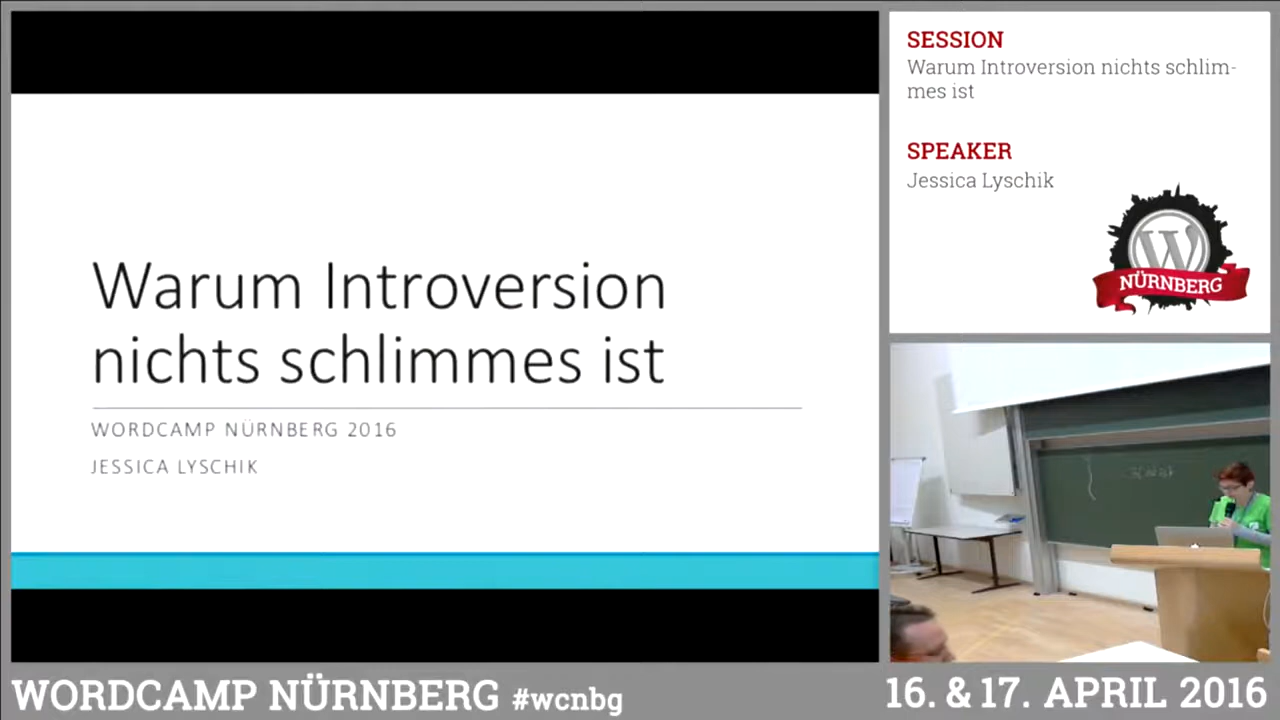 Warum Introversion
nichts schlimmes ist
WORDCAMP NÜRNBERG 2016
JESSICA LYSCHIK
SESSION
Warum Introversion nichts schlim-
mes ist
SPEAKER
Jessica Lyschik
W
NÜRNBERG
WORDCAMP NÜRNBERG #wcnbg
16. & 17. APRIL 2016